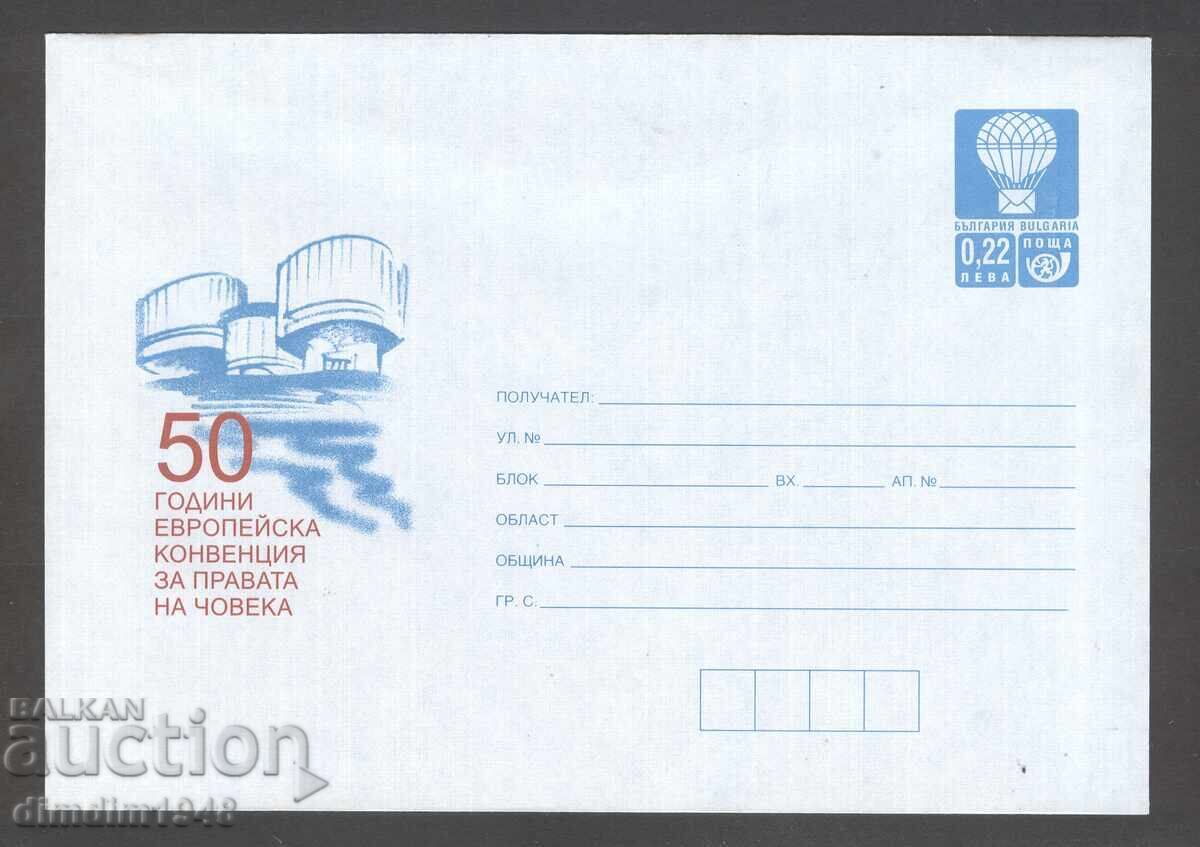 БЪЛГАРИЯ BULGARIA
0,22 ПОЩА
ЛЕВА
50
ГОДИНИ
ЕВРОПЕЙСКА
КОНВЕНЦИЯ
ЗА ПРАВАТА
НА ЧОВЕКА
ПОЛУЧАТЕЛ:
УЛ. №
БЛОК ВХ. АП. №
ОБЛАСТ
ОБЩИНА
ГР. С.
BALKAN
auction
dimdim1948